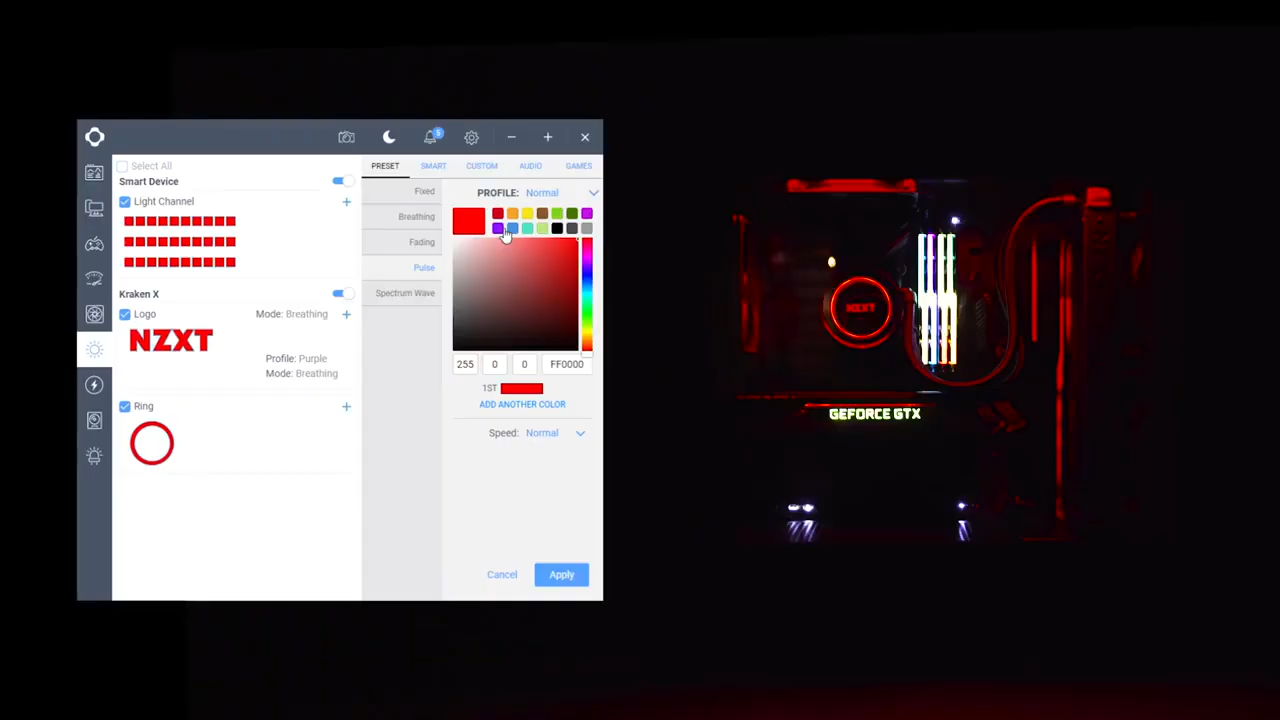 5
Select All
Smart Device
Light Channel
Kraken X
Logo
Mode: Breathing
NZXT
Profile: Purple
Mode: Breathing
Ring
PRESET SMART CUSTOM AUDIO GAMES
Fixed
Breathing
Fading
Pulse
Spectrum Wave
PROFILE: Normal
255 0 0 FF0000
1ST
ADD ANOTHER COLOR
Speed: Normal
Cancel Apply
NZXT
GEFORCE GTX